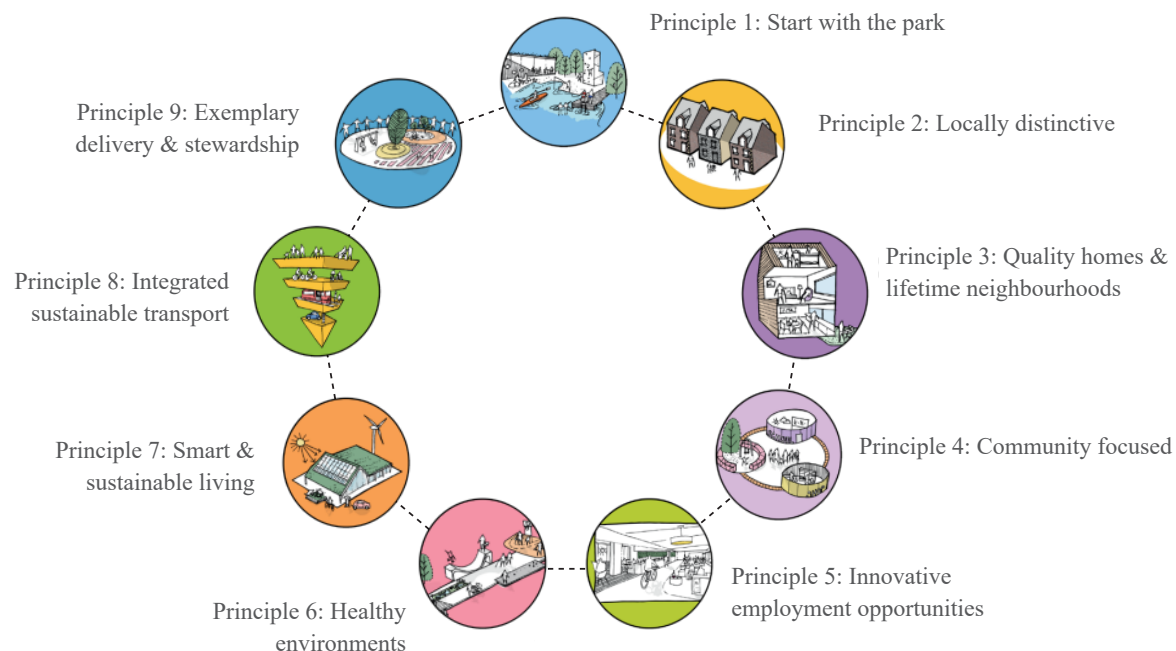 Principle 1: Start with the park
Principle 2: Locally distinctive
Principle 3: Quality homes &
lifetime neighbourhoods
Principle 4: Community focused
Principle 5: Innovative
employment opportunities
Principle 6: Healthy
environments
Principle 7: Smart &
sustainable living
Principle 8: Integrated
sustainable transport
Principle 9: Exemplary
delivery & stewardship